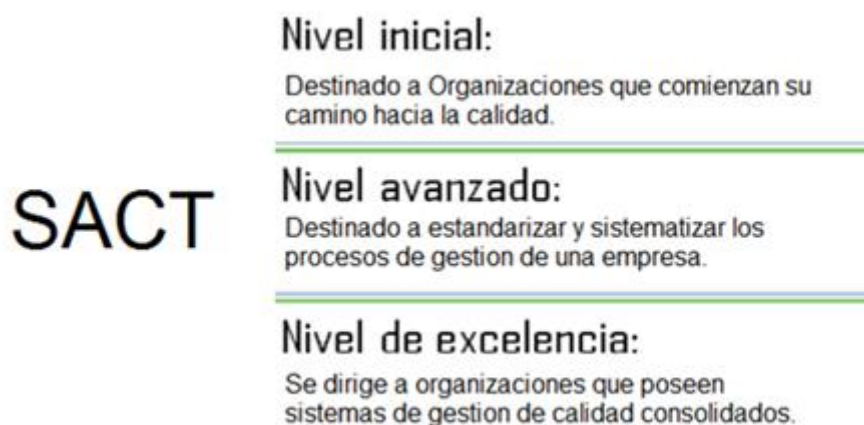 SACT
Nivel inicial:
Destinado a Organizaciones que comienzan su
camino hacia la calidad.
Nivel avanzado:
Destinado a estandarizar y sistematizar los
procesos de gestion de una empresa.
Nivel de excelencia:
Se dirige a organizaciones que poseen
sistemas de gestion de calidad consolidados.